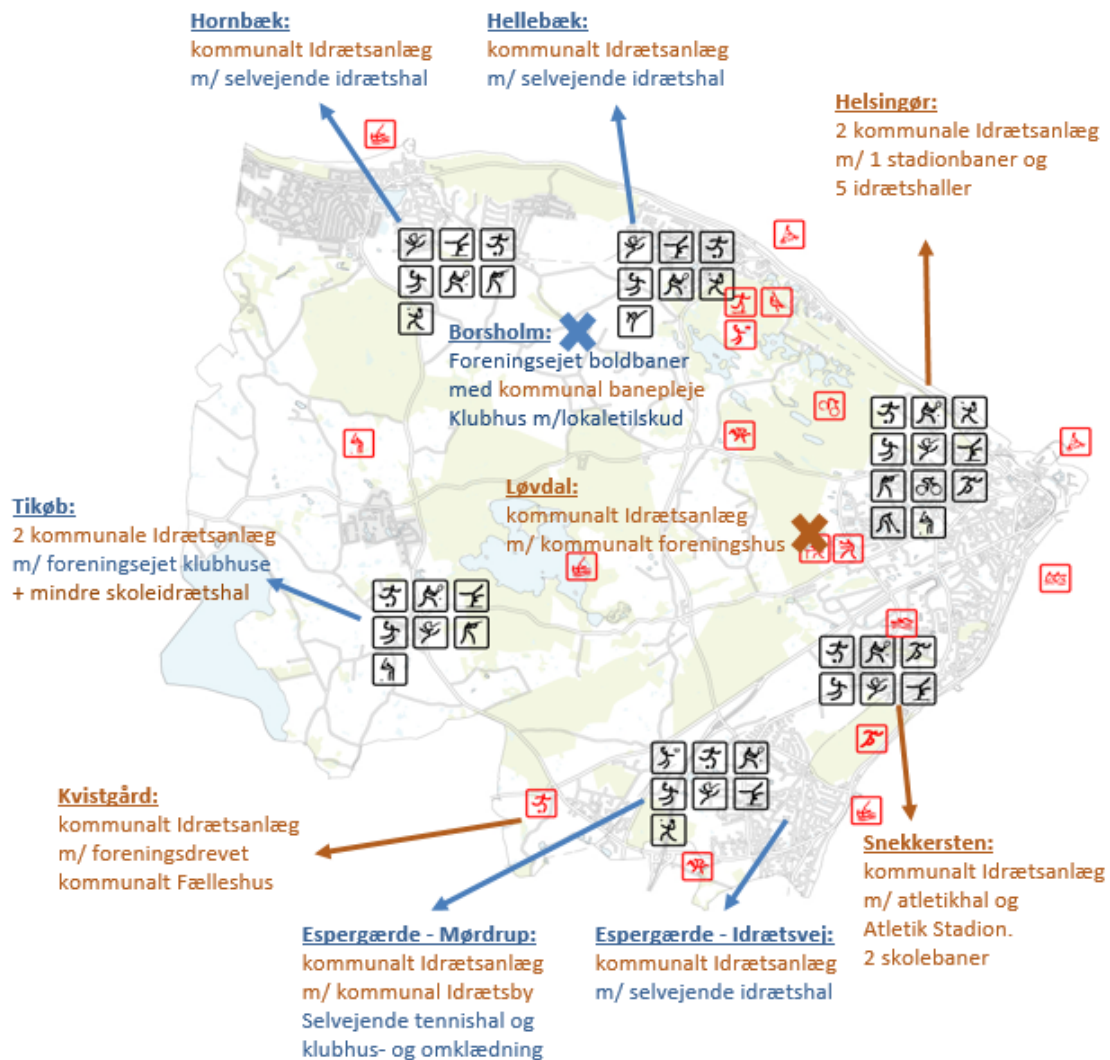 Hornbæk:
kommunalt Idrætsanlæg
m/ selvejende idrætshal
Hellebæk:
kommunalt Idrætsanlæg
m/ selvejende idrætshal
Helsingør:
2 kommunale Idrætsanlæg
m/ 1 stadionbaner og
5 idrætshaller
Borsholm:
Foreningsejet boldbaner
med kommunal banepleje
Klubhus m/lokaletilskud
Løvdal:
kommunalt Idrætsanlæg
m/ kommunalt foreningshus
Tikøb:
2 kommunale Idrætsanlæg
m/ foreningsejet klubhuse
+ mindre skoleidrætshal
Kvistgård:
kommunalt Idrætsanlæg
m/ foreningsdrevet
kommunalt Fælleshus
Snekkersten:
kommunalt Idrætsanlæg
m/ atletikhal og
Atletik Stadion.
2 skolebaner
Espergærde - Mørdrup:
kommunalt Idrætsanlæg
m/ kommunal Idrætsby
Selvejende tennishal og
klubhus- og omklædning
Espergærde - Idrætsvej:
kommunalt Idrætsanlæg
m/ selvejende idrætshal